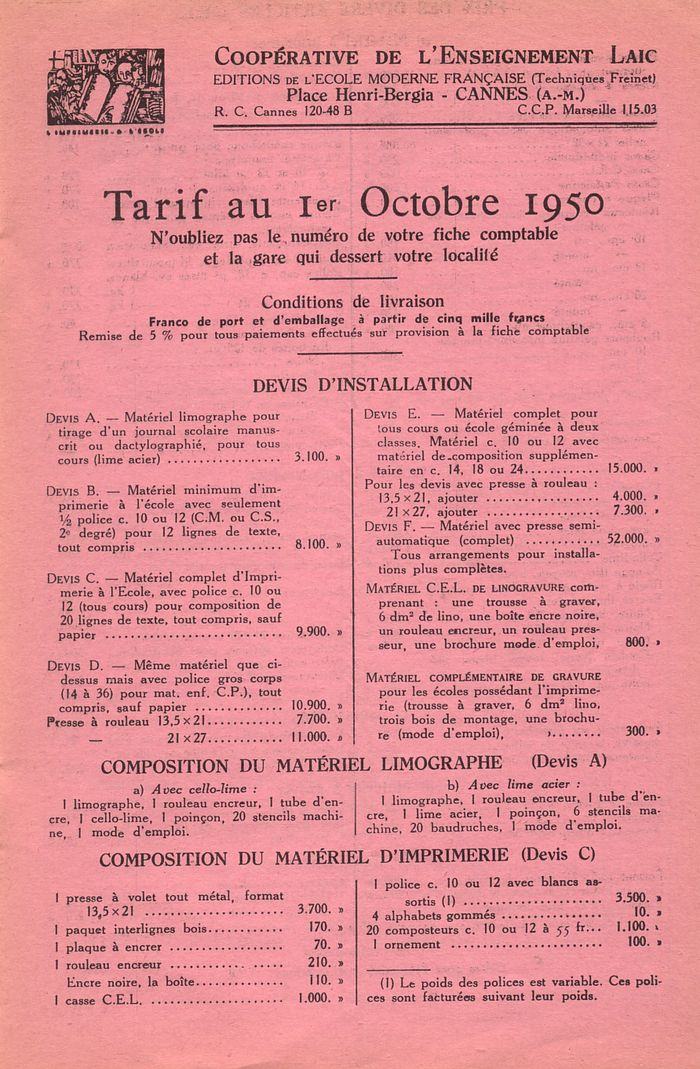 L'IMPRIMERIE-A L'ECOLE
COOPÉRATIVE DE L'ENSEIGNEMENT LAIC
EDITIONS DE L'ECOLE MODERNE FRANÇAISE (Techniques Freinet)
Place Henri-Bergia - CANNES (A.-M.)
R. C. Cannes 120-48 B C.C.P. Marseille 115.03
Tarif au 1er Octobre 1950
N'oubliez pas le numéro de votre fiche comptable
et la gare qui dessert votre localité
Conditions de livraison
Franco de port et d'emballage à partir de cinq mille francs
Remise de 5 % pour tous paiements effectués sur provision à la fiche comptable
DEVIS D'INSTALLATION
DEVIS A. — Matériel limographe pour
tirage d'un journal scolaire manus-
crit ou dactylographié, pour tous
cours (lime acier) .................. 3.100. »
DEVIS B. — Matériel minimum d'im-
primerie à l'école avec seulement
½ police c. 10 ou 12 (C.M. ou C.S.,
2e degré) pour 12 lignes de texte,
tout compris ...................... 8.100. »
DEVIS C. — Matériel complet d'Impri-
merie à l'Ecole, avec police c. 10 ou
12 (tous cours) pour composition de
20 lignes de texte, tout compris, sauf
papier ............................ 9.900. »
DEVIS D. — Même matériel que ci-
dessus mais avec police gros corps
(14 à 36) pour mat. enf. C.P.), tout
compris, sauf papier ............. 10.900. »
Presse à rouleau 13,5×21............ 7.700. »
— 21×27............ 11.000. »
DEVIS E. — Matériel complet pour
tous cours ou école géminée à deux
classes. Matériel c. 10 ou 12 avec
matériel de composition supplémen-
taire en c. 14, 18 ou 24............ 15.000. »
Pour les devis avec presse à rouleau :
13,5×21, ajouter .................. 4.000. »
21×27, ajouter .................. 7.300. »
DEVIS F. — Matériel avec presse semi-
automatique (complet) ............ 52.000. »
Tous arrangements pour installa-
tions plus complètes.
MATÉRIEL C.E.L. DE LINOGRAVURE com-
prenant : une trousse à graver,
6 dm² de lino, une boîte encre noire,
un rouleau encreur, un rouleau pres-
seur, une brochure mode d'emploi, 800. »
MATÉRIEL COMPLÉMENTAIRE DE GRAVURE
pour les écoles possédant l'imprime-
rie (trousse à graver, 6 dm² lino,
trois bois de montage, une brochu-
re (mode d'emploi), ».......... 300. »
COMPOSITION DU MATÉRIEL LIMOGRAPHE (Devis A)
a) Avec cello-lime :
1 limographe, 1 rouleau encreur, 1 tube d'en-
cre, 1 cello-lime, 1 poinçon, 20 stencils machi-
ne, 1 mode d'emploi.
b) Avec lime acier :
1 limographe, 1 rouleau encreur, 1 tube d'en-
cre, 1 lime acier, 1 poinçon, 6 stencils ma-
chine, 20 baudruches, 1 mode d'emploi.
COMPOSITION DU MATÉRIEL D'IMPRIMERIE (Devis C)
1 presse à volet tout métal, format
13,5×21 ...................... 3.700. »
1 paquet interlignes bois............ 170. »
1 plaque à encrer .................. 70. »
1 rouleau encreur .................. 210. »
Encre noire, la boîte.............. 110. »
1 casse C.E.L. ..................... 1.000. »
1 police c. 10 ou 12 avec blancs as-
sortis (1) ...................... 3.500. »
4 alphabets gommés ................ 10. »
20 composteurs c. 10 ou 12 à 55 fr... 1.100. »
1 ornement ........................ 100. »
(1) Le poids des polices est variable. Ces poli-
ces sont facturées suivant leur poids.